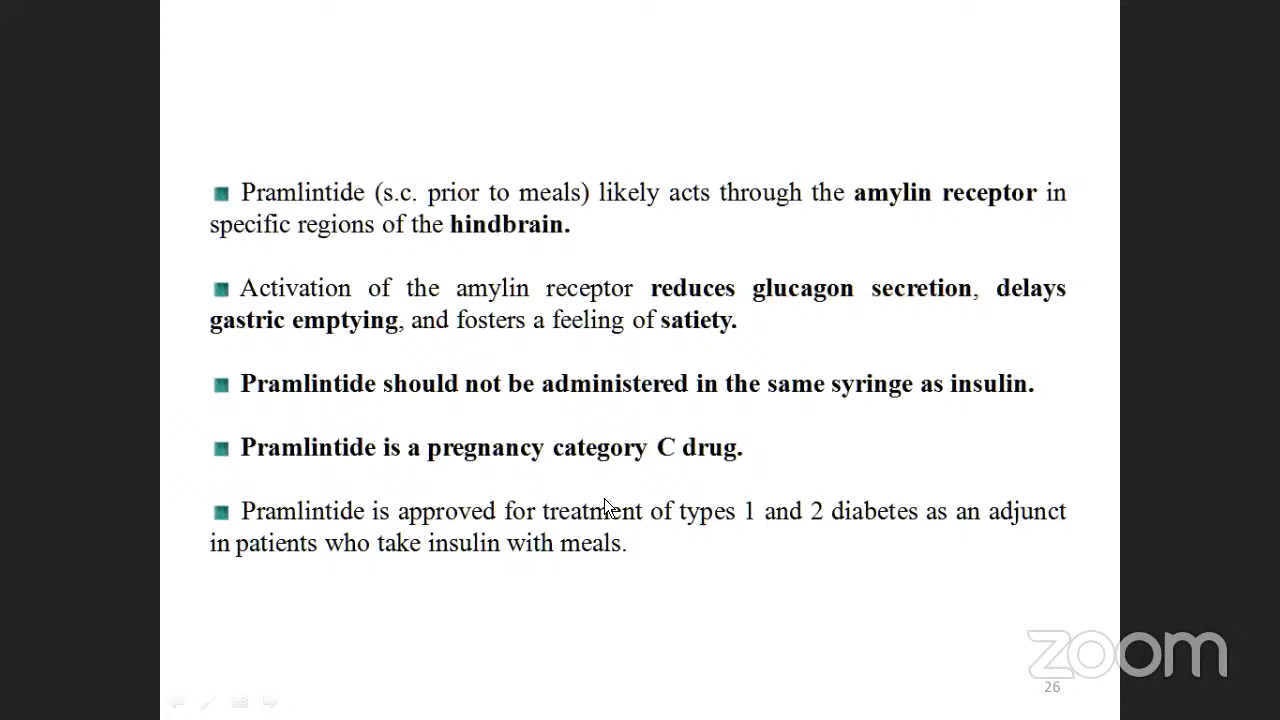 Pramlintide (s.c. prior to meals) likely acts through the amylin receptor in
specific regions of the hindbrain.
Activation of the amylin receptor reduces glucagon secretion, delays
gastric emptying, and fosters a feeling of satiety.
Pramlintide should not be administered in the same syringe as insulin.
Pramlintide is a pregnancy category C drug.
Pramlintide is approved for treatment of types 1 and 2 diabetes as an adjunct
in patients who take insulin with meals.
zoom
26